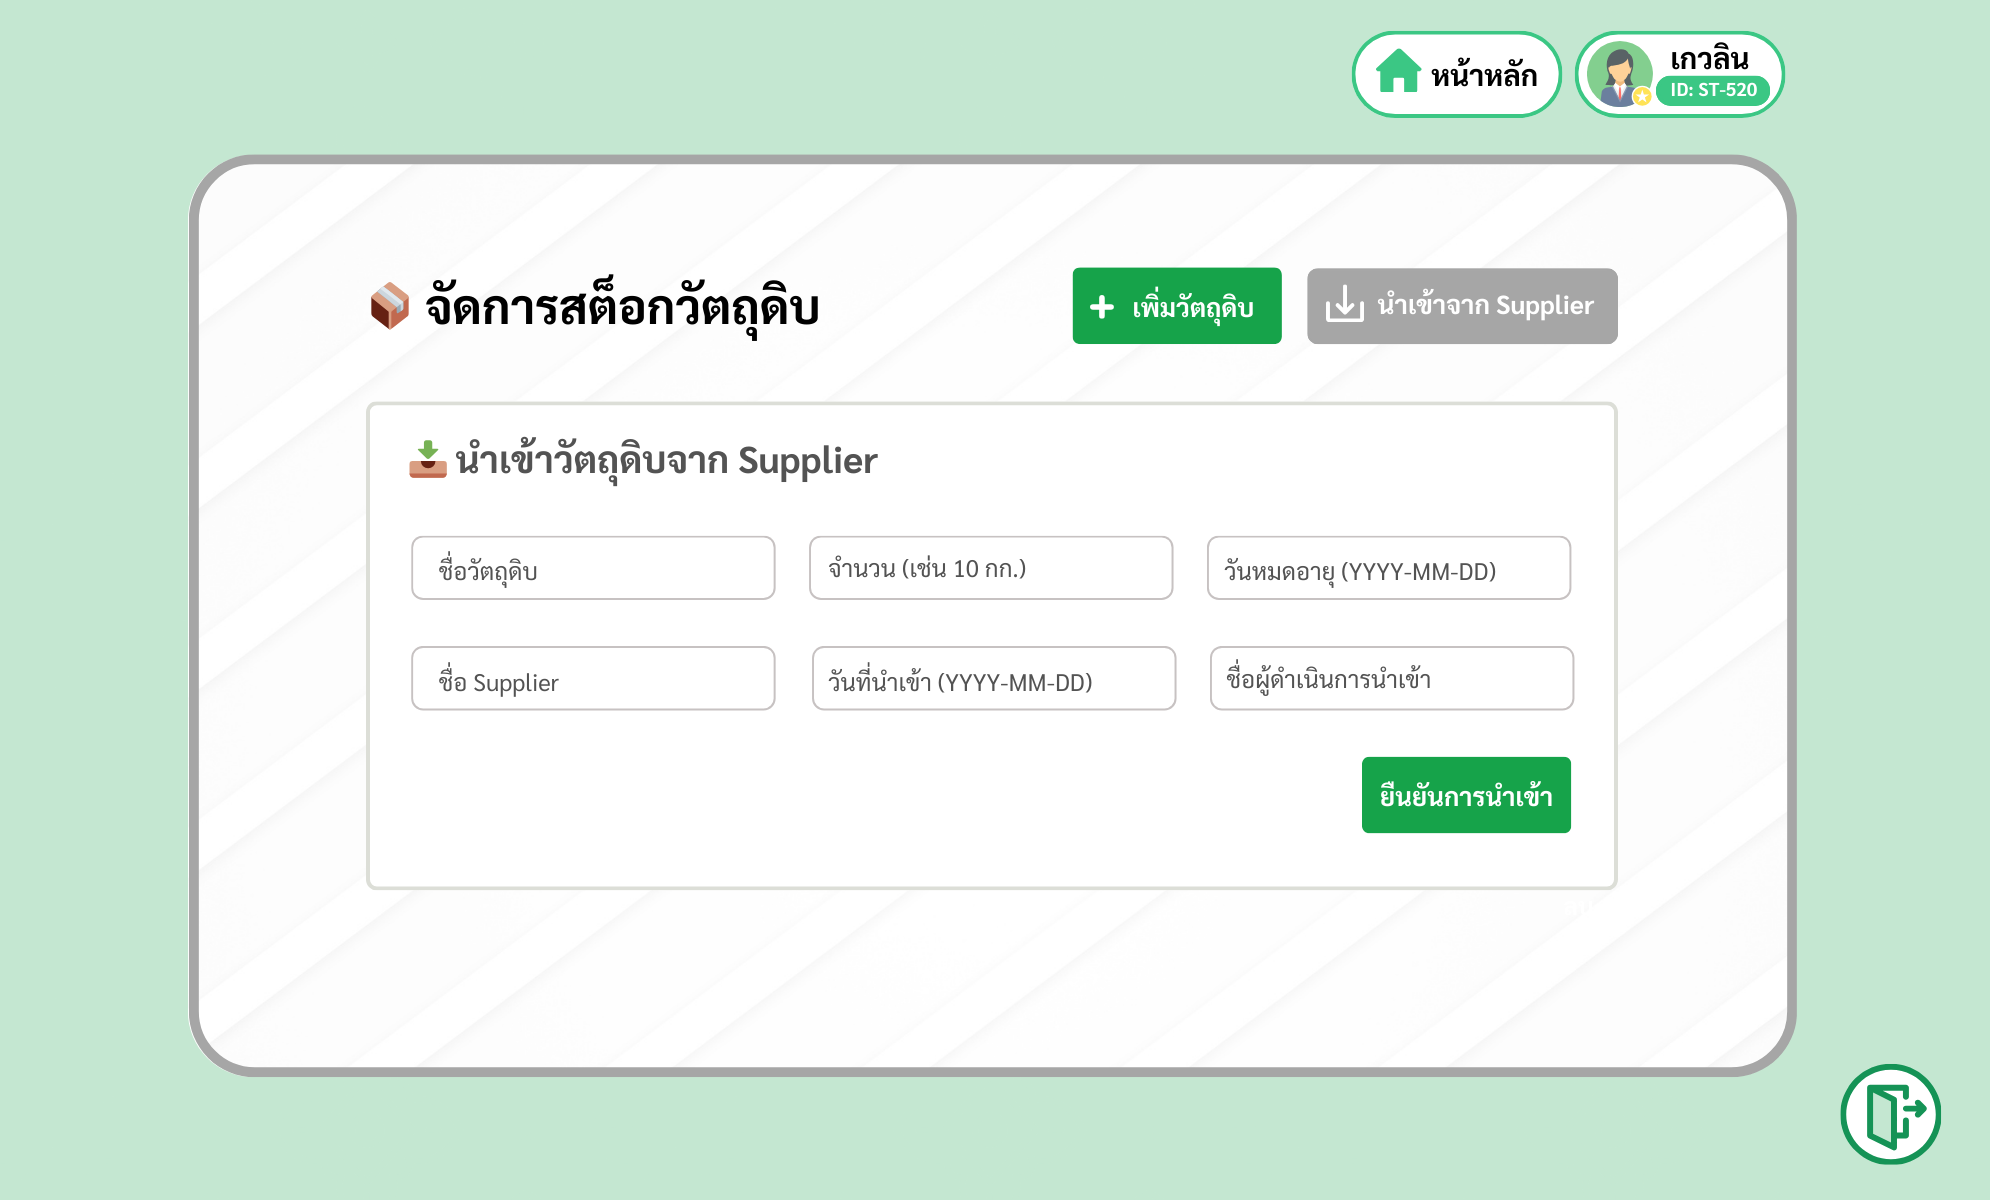 หน้าหลัก
เกวลิน
ID: ST-520
จัดการสต็อกวัตถุดิบ
เพิ่มวัตถุดิบ
นำเข้าจาก Supplier
นำเข้าวัตถุดิบจาก Supplier
ชื่อวัตถุดิบ
จำนวน (เช่น 10 กก.)
วันหมดอายุ (YYYY-MM-DD)
ชื่อ Supplier
วันที่นำเข้า (YYYY-MM-DD)
ชื่อผู้ดำเนินการนำเข้า
ยืนยันการนำเข้า